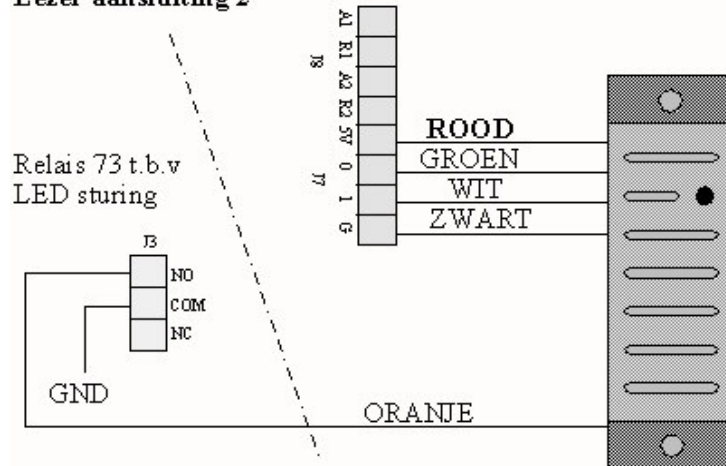 Lezer aansluiting 2
A1
R1
A2
R2
5V
0
1
G
J8
J7
ROOD
GROEN
WIT
ZWART
Relais 73 t.b.v
LED sturing
J3
NO
COM
NC
GND
ORANJE